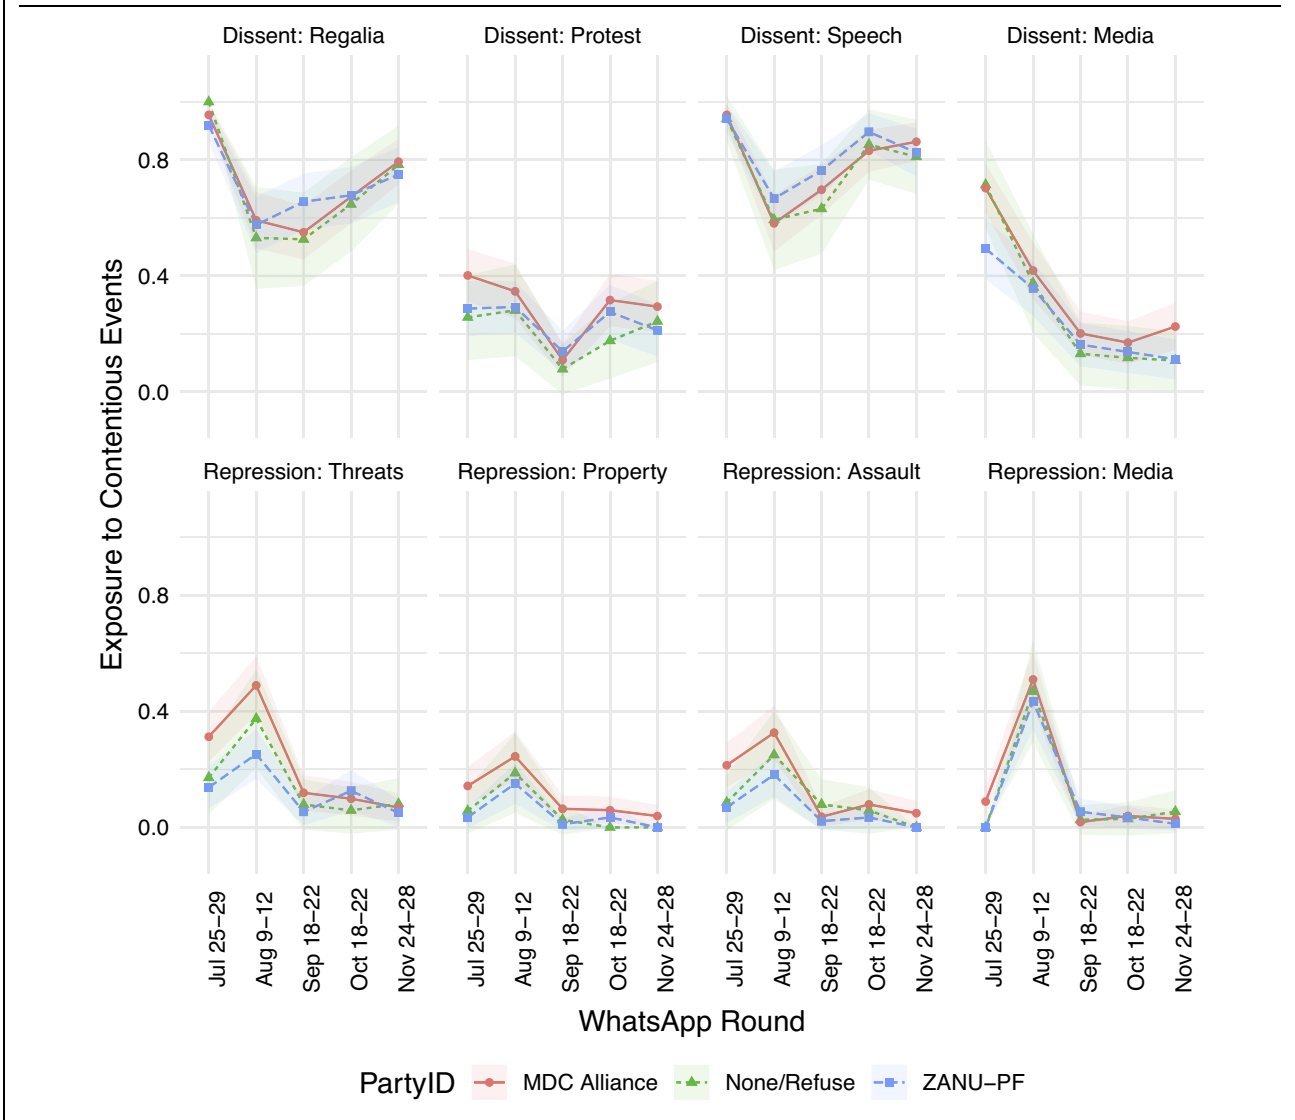 Dissent: Regalia Dissent: Protest Dissent: Speech Dissent: Media
0.8
0.4
0.0
Exposure to Contentious Events
Repression: Threats Repression: Property Repression: Assault Repression: Media
0.8
0.4
0.0
Jul 25–29 Aug 9–12 Sep 18–22 Oct 18–22 Nov 24–28 Jul 25–29 Aug 9–12 Sep 18–22 Oct 18–22 Nov 24–28 Jul 25–29 Aug 9–12 Sep 18–22 Oct 18–22 Nov 24–28 Jul 25–29 Aug 9–12 Sep 18–22 Oct 18–22 Nov 24–28
WhatsApp Round
PartyID MDC Alliance None/Refuse ZANU–PF